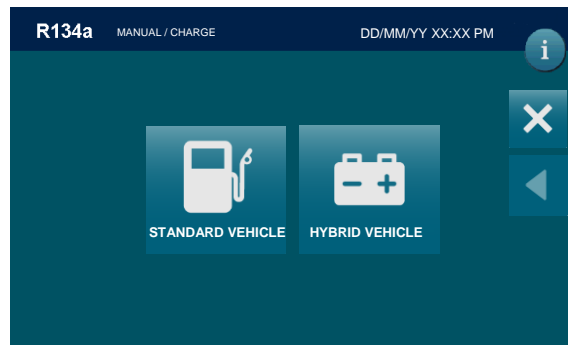 R134a MANUAL / CHARGE DD/MM/YY XX:XX PM
i
STANDARD VEHICLE HYBRID VEHICLE